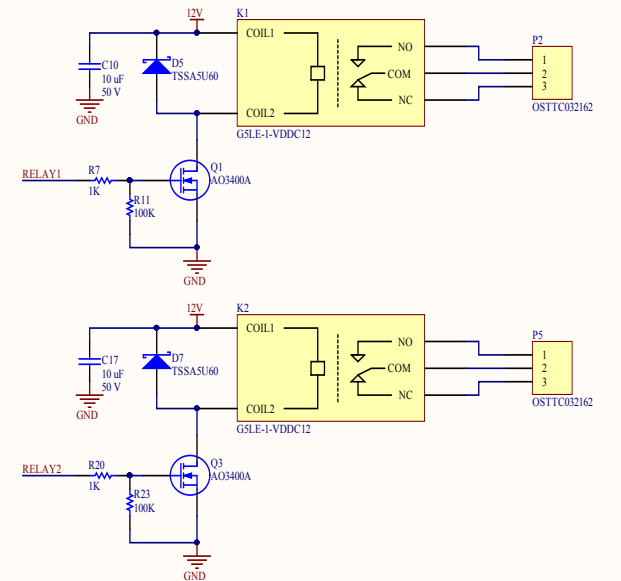 12V
K1
COIL1
NO
P2
C10
10 uF
50 V
D5
TSSA5U60
COM
1
2
3
GND
COIL2
NC
OSTTC032162
G5LE-1-VDDC12
RELAY1
R7
1K
Q1
AO3400A
R11
100K
GND
12V
K2
COIL1
NO
P5
C17
10 uF
50 V
D7
TSSA5U60
COM
1
2
3
GND
COIL2
NC
OSTTC032162
G5LE-1-VDDC12
RELAY2
R20
1K
Q3
AO3400A
R23
100K
GND